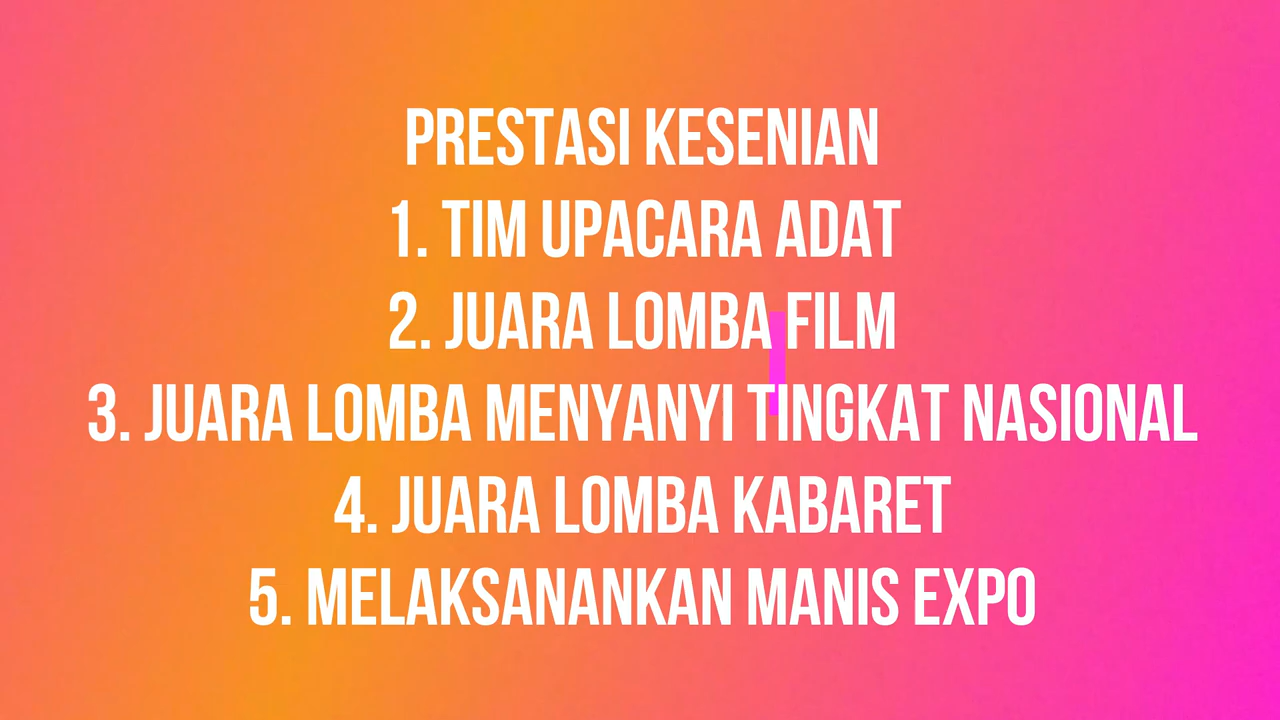 PRESTASI KESENIAN
1. TIM UPACARA ADAT
2. JUARA LOMBA FILM
3. JUARA LOMBA MENYANYI TINGKAT NASIONAL
4. JUARA LOMBA KABARET
5. MELAKSANANKAN MANIS EXPO